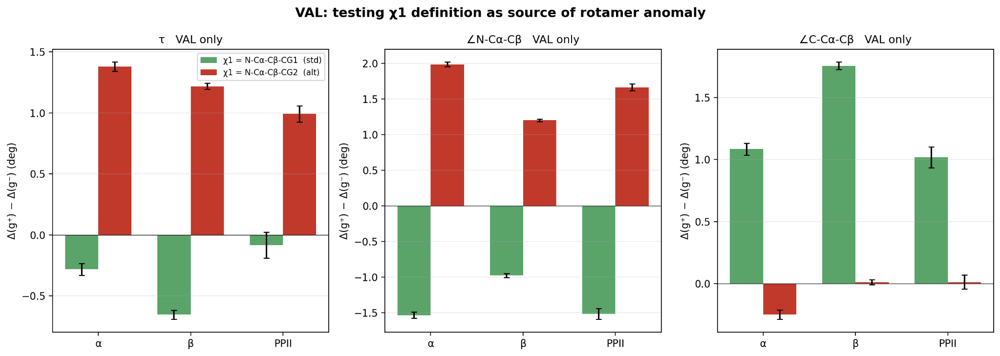 VAL: testing χ1 definition as source of rotamer anomaly
τ   VAL only
Δ(g⁺) − Δ(g⁻) (deg)
1.5
1.0
0.5
0.0
−0.5
χ1 = N-Cα-Cβ-CG1  (std)
χ1 = N-Cα-Cβ-CG2  (alt)
α
β
PPII
∠N-Cα-Cβ   VAL only
Δ(g⁺) − Δ(g⁻) (deg)
2.0
1.5
1.0
0.5
0.0
−0.5
−1.0
−1.5
α
β
PPII
∠C-Cα-Cβ   VAL only
Δ(g⁺) − Δ(g⁻) (deg)
1.5
1.0
0.5
0.0
α
β
PPII